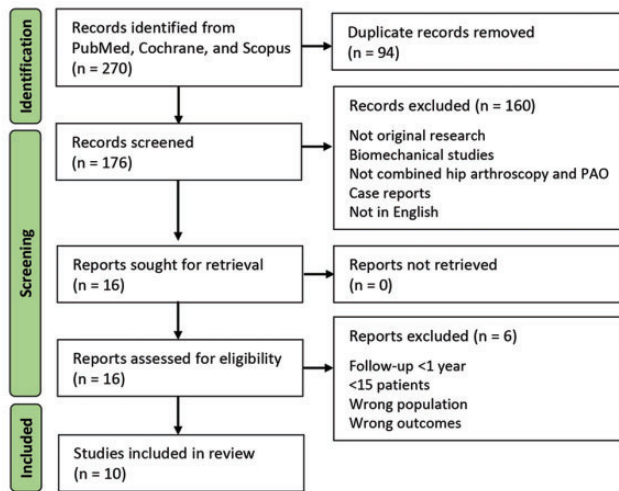 Identification
Records identified from
PubMed, Cochrane, and Scopus
(n = 270)
Duplicate records removed
(n = 94)
Screening
Records screened
(n = 176)
Records excluded (n = 160)
Not original research
Biomechanical studies
Not combined hip arthroscopy and PAO
Case reports
Not in English
Reports sought for retrieval
(n = 16)
Reports not retrieved
(n = 0)
Reports assessed for eligibility
(n = 16)
Reports excluded (n = 6)
Follow-up <1 year
<15 patients
Wrong population
Wrong outcomes
Included
Studies included in review
(n = 10)